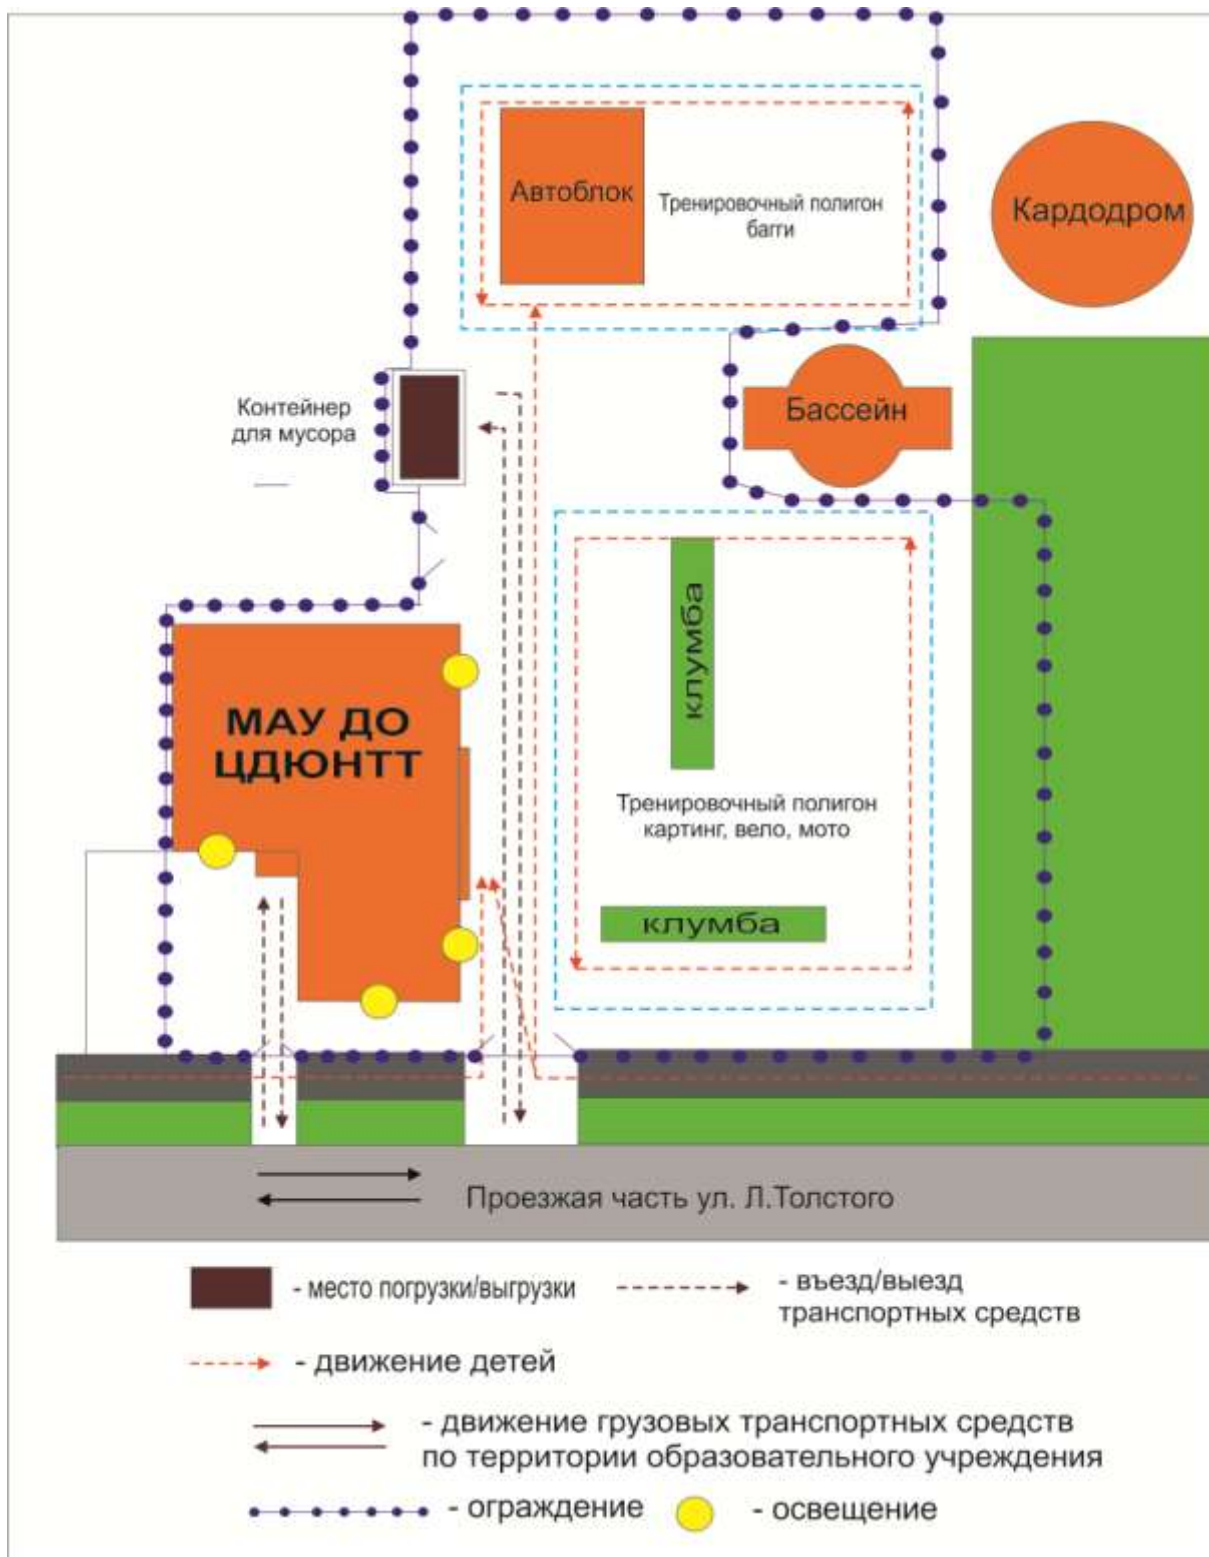 Автоблок
Тренировочный полигон
багги
Кардодром
Бассейн
Контейнер
для мусора
клумба
МАУ ДО
ЦДЮНТТ
Тренировочный полигон
картинг, вело, мото
клумба
Проезжая часть ул. Л.Толстого
- место погрузки/выгрузки
- въезд/выезд
транспортных средств
- движение детей
- движение грузовых транспортных средств
по территории образовательного учреждения
- ограждение
- освещение